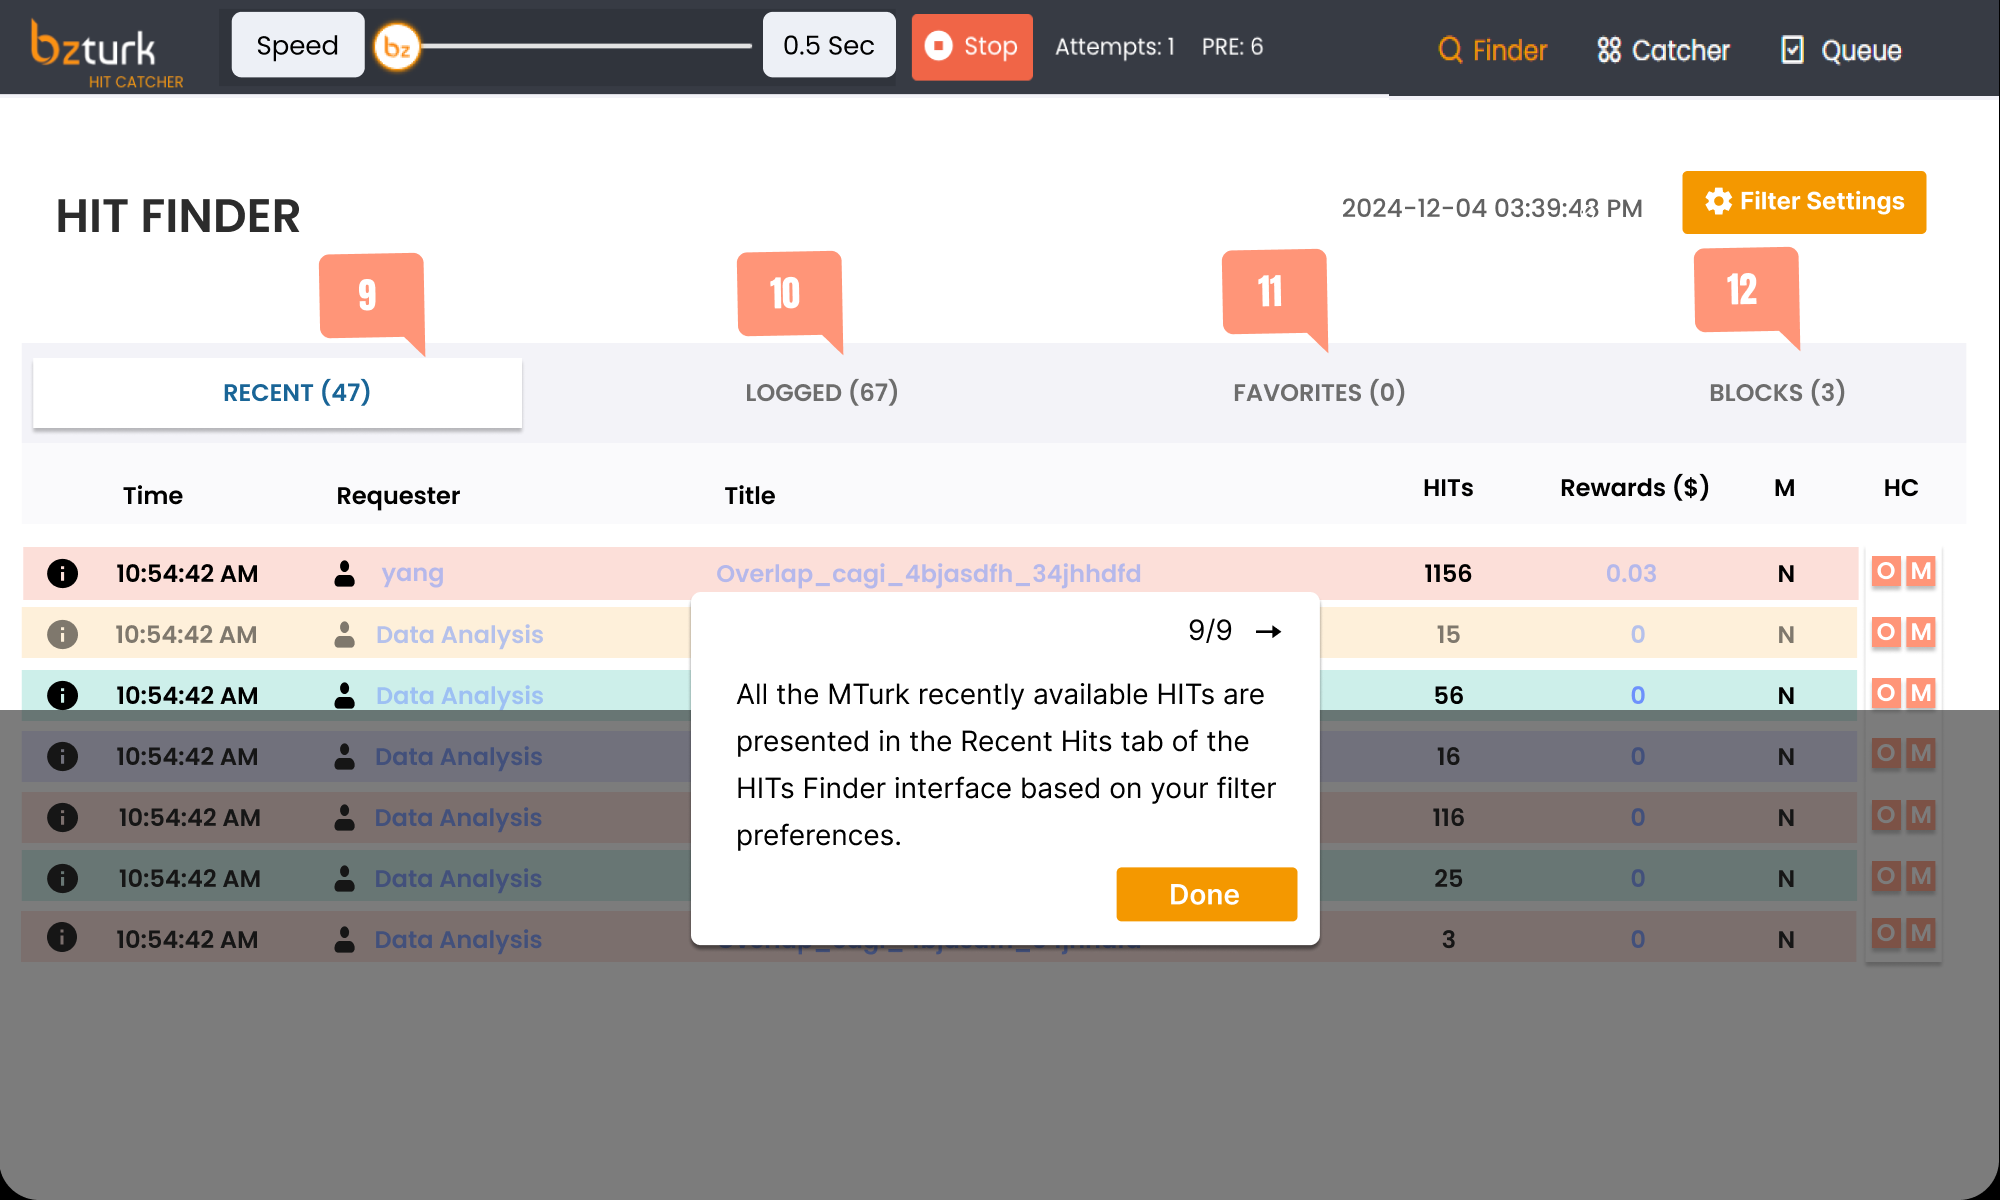 bzturk
HIT CATCHER
Speed
bz
0.5 Sec
Stop
Attempts: 1
PRE: 6
Finder
Catcher
Queue
HIT FINDER
2024-12-04 03:39:48 PM
Filter Settings
9
10
11
12
RECENT (47)
LOGGED (67)
FAVORITES (0)
BLOCKS (3)
Time Requester Title HITs Rewards ($) M HC
10:54:42 AM yang Overlap_cagi_4bjasdfh_34jhhdfd 1156 0.03 N O M
10:54:42 AM Data Analysis 15 0 N O M
10:54:42 AM Data Analysis 56 0 N O M
10:54:42 AM Data Analysis 16 0 N O M
10:54:42 AM Data Analysis 116 0 N O M
10:54:42 AM Data Analysis 25 0 N O M
10:54:42 AM Data Analysis 3 0 N O M
9/9 →
All the MTurk recently available HITs are
presented in the Recent Hits tab of the
HITs Finder interface based on your filter
preferences.
Done